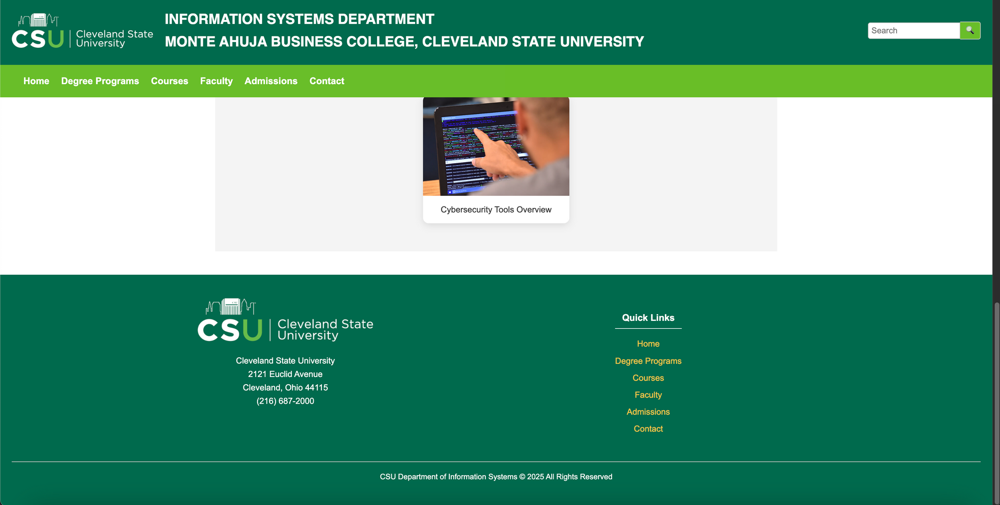 CSU
Cleveland State
University
INFORMATION SYSTEMS DEPARTMENT
MONTE AHUJA BUSINESS COLLEGE, CLEVELAND STATE UNIVERSITY
Search
Home Degree Programs Courses Faculty Admissions Contact
Cybersecurity Tools Overview
CSU
Cleveland State
University
Cleveland State University
2121 Euclid Avenue
Cleveland, Ohio 44115
(216) 687-2000
Quick Links
Home
Degree Programs
Courses
Faculty
Admissions
Contact
CSU Department of Information Systems © 2025 All Rights Reserved